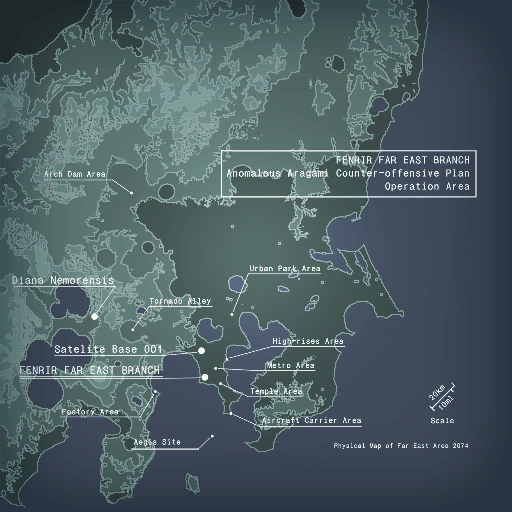 FENRIR FAR EAST BRANCH
Anomalous Aragami Counter-offensive Plan
Operation Area
Arch Dam Area
Urban Park Area
Diana Nemorensis
Tornado Alley
High-rises Area
Satelite Base 001
Metro Area
FENRIR FAR EAST BRANCH
Temple Area
20km
(10mi)
Factory Area
Aircraft Carrier Area
Scale
Aegis Site
Physical Map of Far East Area 2074